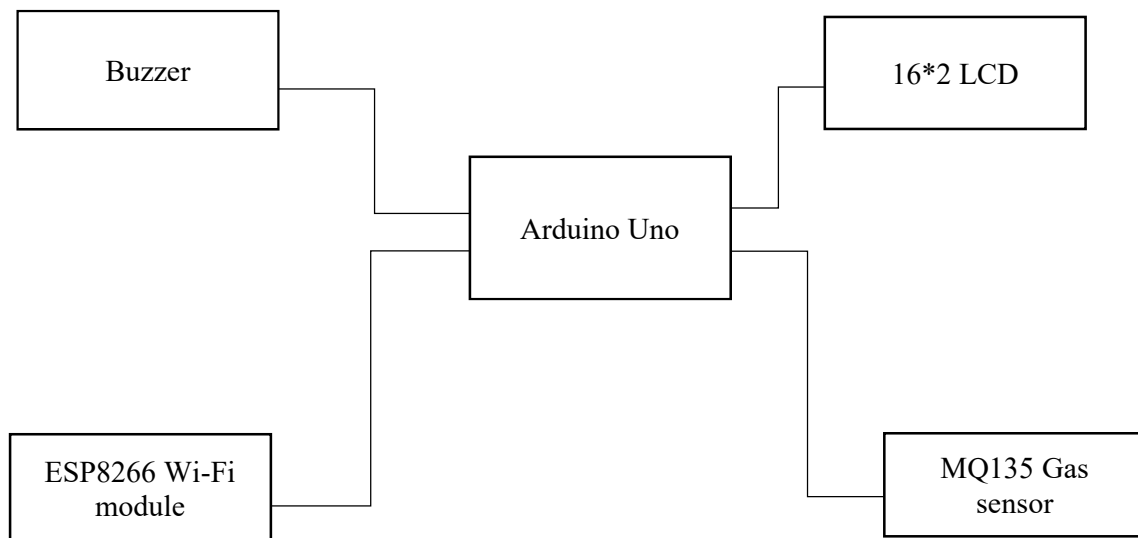 Buzzer
16*2 LCD
Arduino Uno
ESP8266 Wi-Fi
module
MQ135 Gas
sensor